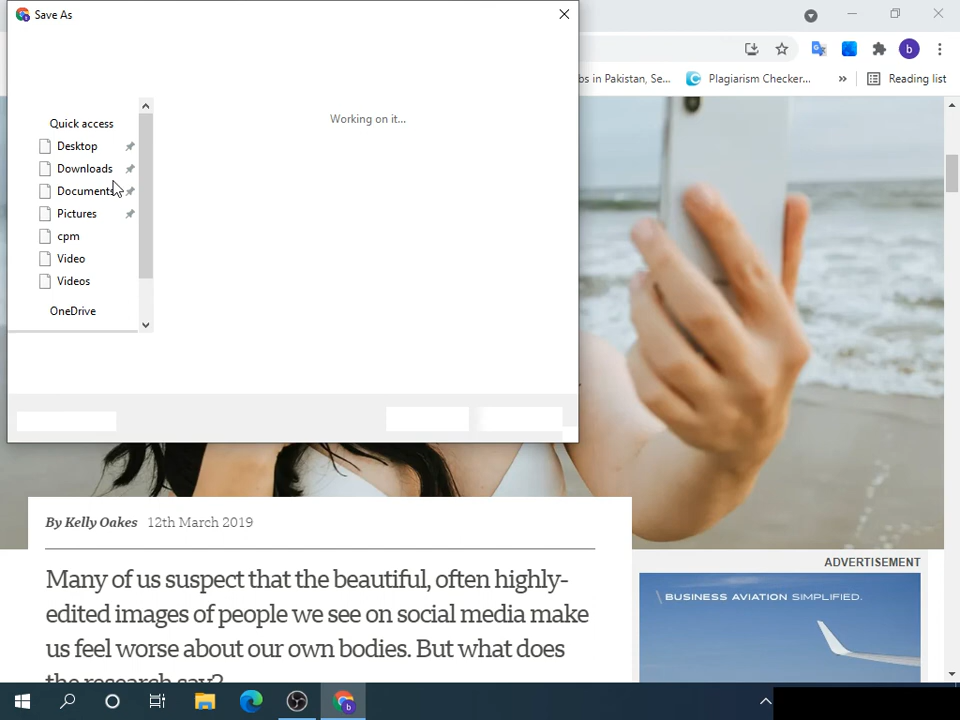 Save As
bs in Pakistan, Se...
Plagiarism Checker...
»
Reading list
b
Quick access
Desktop
Downloads
Documents
Pictures
cpm
Video
Videos
OneDrive
Working on it...
By Kelly Oakes 12th March 2019
Many of us suspect that the beautiful, often highly-
edited images of people we see on social media make
us feel worse about our own bodies. But what does
the research say?
ADVERTISEMENT
BUSINESS AVIATION SIMPLIFIED.
b